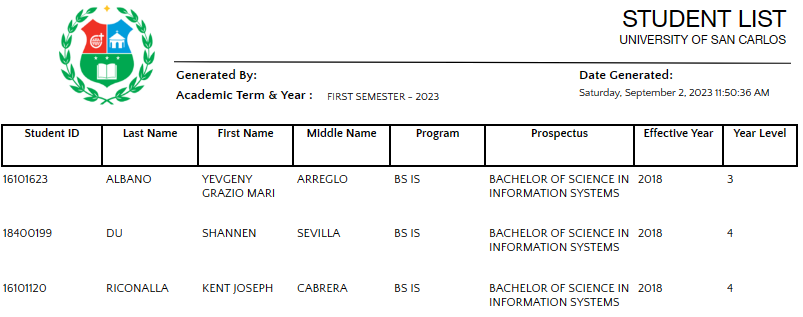 STUDENT LIST
UNIVERSITY OF SAN CARLOS
Generated By:
Date Generated:
Academic Term & Year : FIRST SEMESTER – 2023
Saturday, September 2, 2023 11:50:36 AM
Student ID Last Name First Name Middle Name Program Prospectus Effective Year Year Level
16101623 ALBANO YEVGENY ARREGLO BS IS BACHELOR OF SCIENCE IN 2018 3
GRAZIO MARI INFORMATION SYSTEMS
18400199 DU SHANNEN SEVILLA BS IS BACHELOR OF SCIENCE IN 2018 4
INFORMATION SYSTEMS
16101120 RICONALLA KENT JOSEPH CABRERA BS IS BACHELOR OF SCIENCE IN 2018 4
INFORMATION SYSTEMS